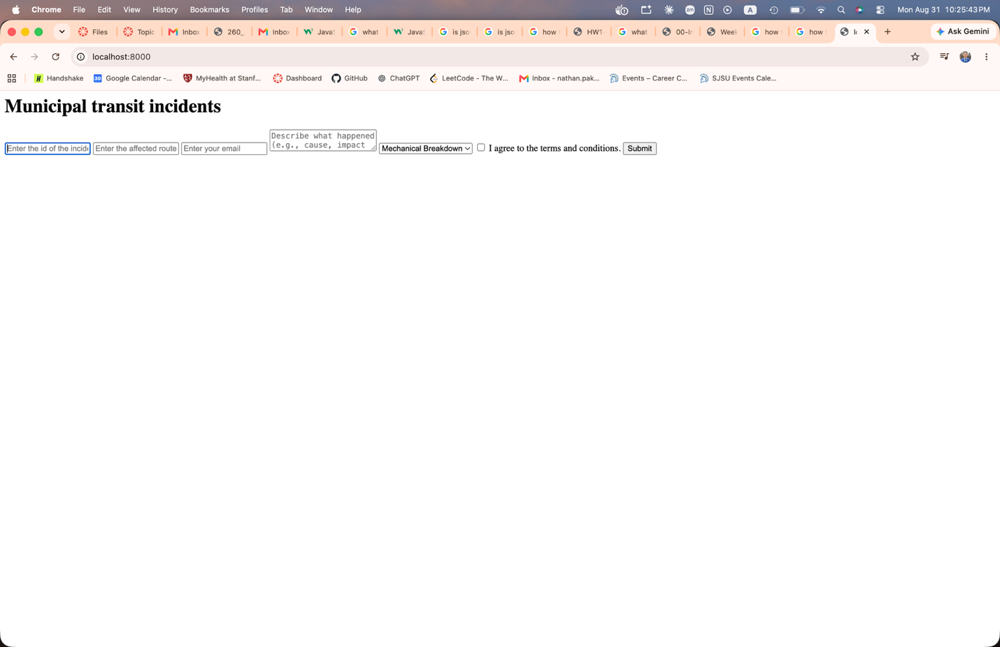 Chrome File Edit View History Bookmarks Profiles Tab Window Help zm N A Mon Aug 31 10:25:43 PM
Files Topic Inbox 260_ Inbox Java what Java is jso is jso how HW1- what 00-Ir Week how how Ask Gemini
localhost:8000
Handshake 30 Google Calendar -... MyHealth at Stanf... Dashboard GitHub ChatGPT LeetCode - The W... Inbox - nathan.pak... Events – Career C... SJSU Events Cale...
Municipal transit incidents
Enter the id of the incide Enter the affected route Enter your email Describe what happened
(e.g., cause, impact Mechanical Breakdown I agree to the terms and conditions. Submit